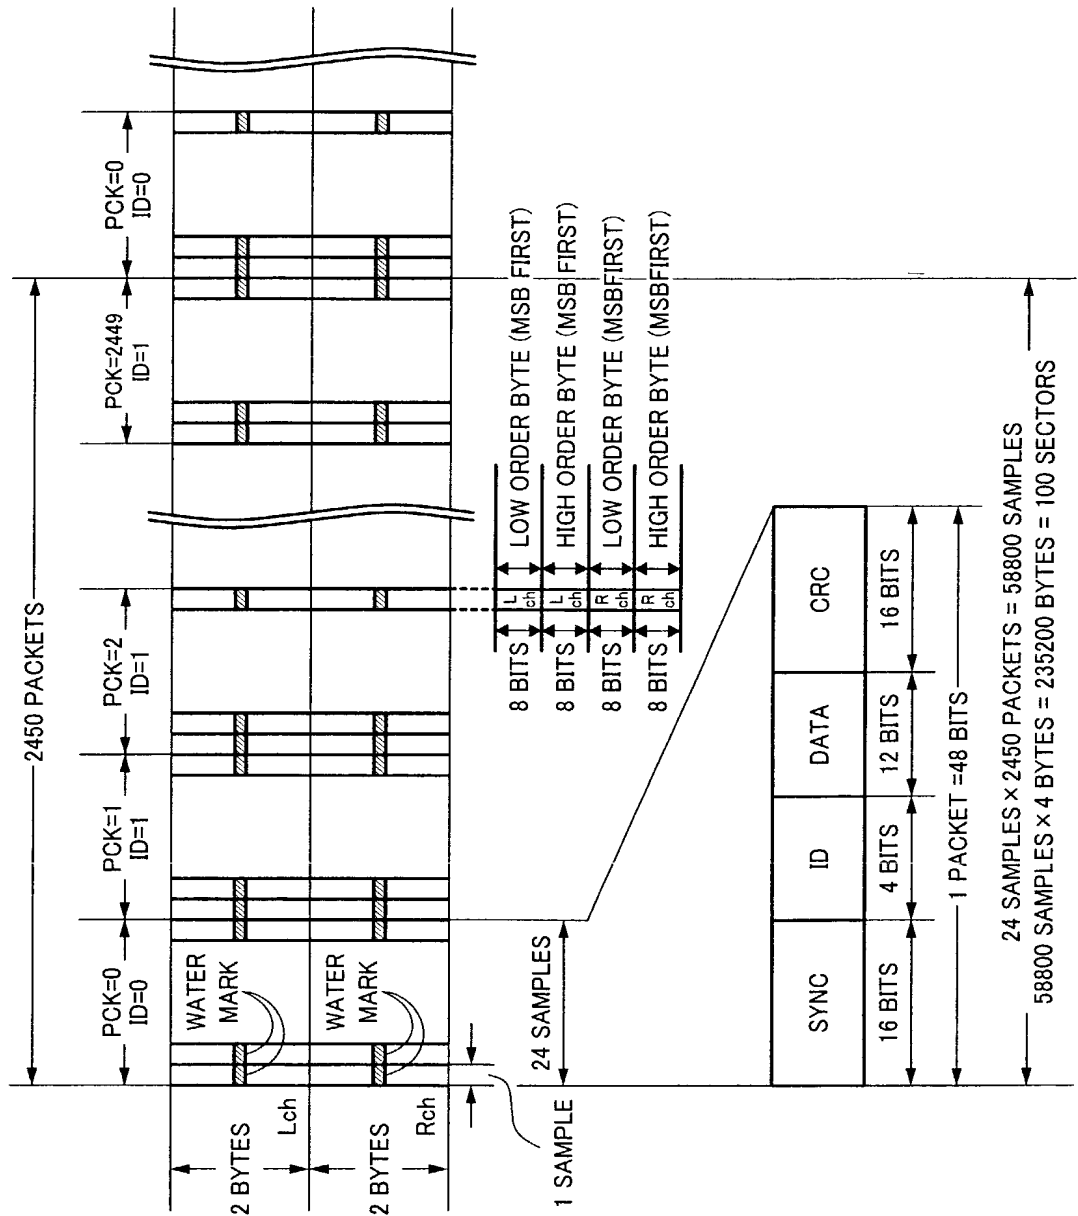 2450 PACKETS
PCK=0
ID=0
PCK=1
ID=1
PCK=2
ID=1
PCK=2449
ID=1
PCK=0
ID=0
2 BYTES
Lch
WATER
MARK
2 BYTES
Rch
WATER
MARK
1 SAMPLE
24 SAMPLES
8 BITS
L
ch
LOW ORDER BYTE (MSB FIRST)
8 BITS
L
ch
HIGH ORDER BYTE (MSB FIRST)
8 BITS
R
ch
LOW ORDER BYTE (MSBFIRST)
8 BITS
R
ch
HIGH ORDER BYTE (MSBFIRST)
SYNC
ID
DATA
CRC
16 BITS
4 BITS
12 BITS
16 BITS
1 PACKET =48 BITS
24 SAMPLES × 2450 PACKETS = 58800 SAMPLES
58800 SAMPLES × 4 BYTES = 235200 BYTES = 100 SECTORS